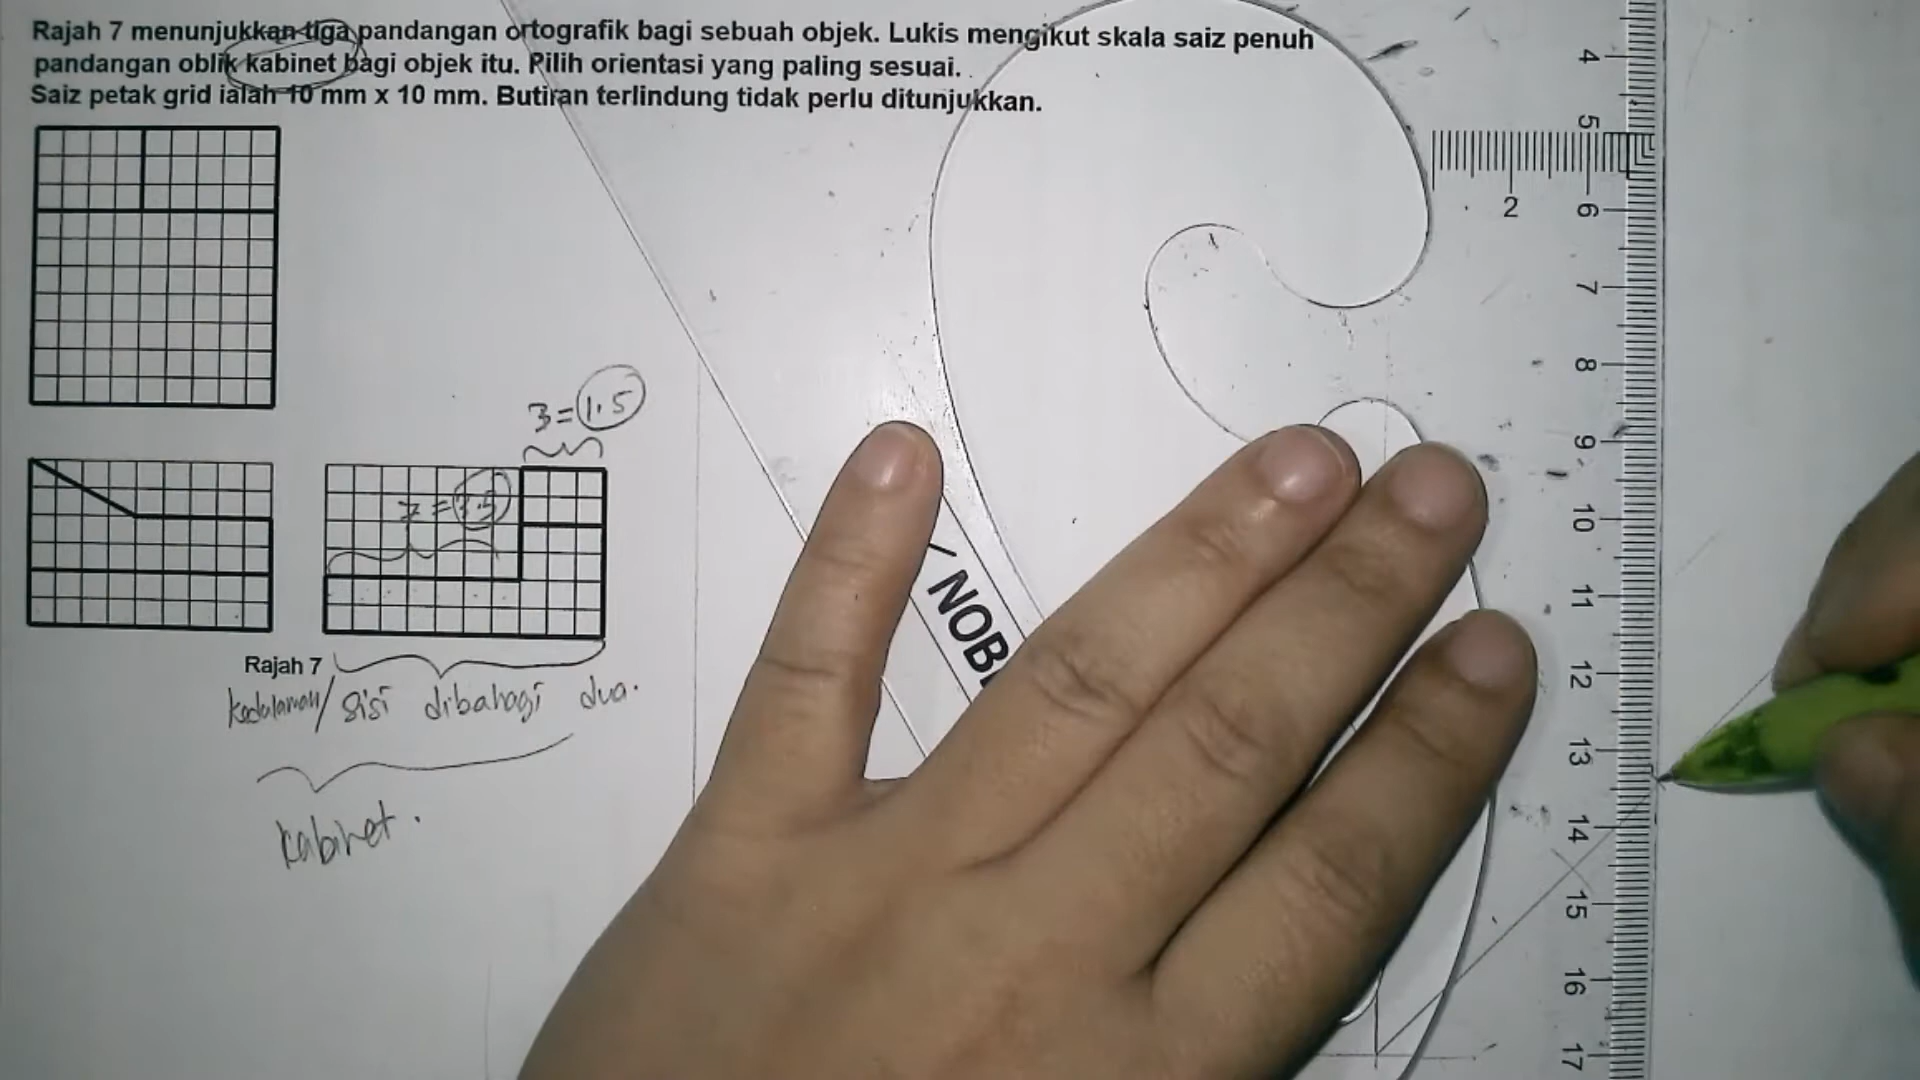 Rajah 7 menunjukkan tiga pandangan ortografik bagi sebuah objek. Lukis mengikut skala saiz penuh
pandangan oblik kabinet bagi objek itu. Pilih orientasi yang paling sesuai.
Saiz petak grid ialah 10 mm x 10 mm. Butiran terlindung tidak perlu ditunjukkan.
3 = 1.5
7 = 3.5
Rajah 7
kedalaman/sisi dibahagi dua.
kabinet.
NOB
2
4
5
6
7
8
9
10
11
12
13
14
15
16
17